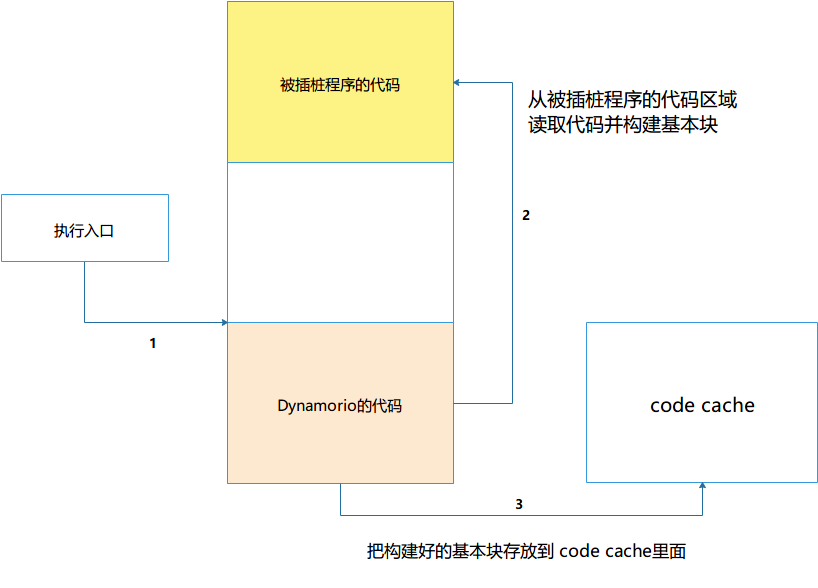 被插桩程序的代码
从被插桩程序的代码区域
读取代码并构建基本块
2
执行入口
1
Dynamorio的代码
code cache
3
把构建好的基本块存放到 code cache里面